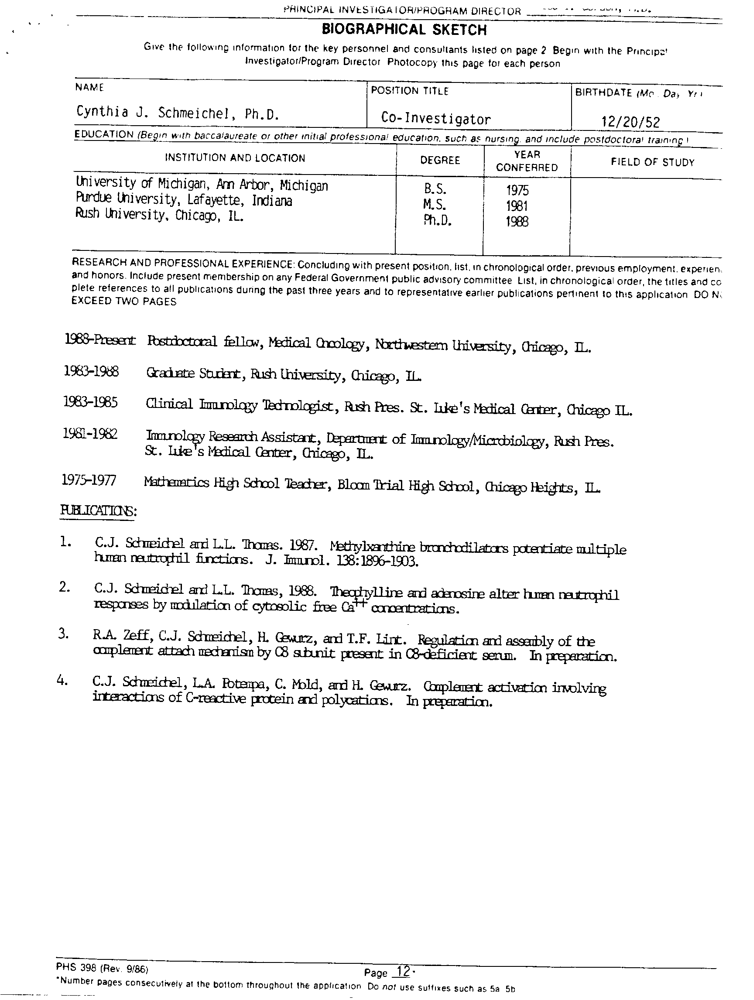 PRINCIPAL INVESTIGATOR/PROGRAM DIRECTOR
BIOGRAPHICAL SKETCH
Give the following information for the key personnel and consultants listed on page 2 Begin with the Principal
Investigator/Program Director Photocopy this page for each person
NAME
POSITION TITLE
BIRTHDATE (Mo Day Yr)
Cynthia J. Schmeichel, Ph.D.
Co-Investigator
12/20/52
EDUCATION (Begin with baccalaureate or other initial professional education, such as nursing, and include postdoctoral training)
INSTITUTION AND LOCATION
DEGREE
YEAR
CONFERRED
FIELD OF STUDY
University of Michigan, Ann Arbor, Michigan B.S. 1975
Purdue University, Lafayette, Indiana M.S. 1981
Rush University, Chicago, IL. Ph.D. 1988
RESEARCH AND PROFESSIONAL EXPERIENCE: Concluding with present position, list, in chronological order, previous employment, experien
and honors. Include present membership on any Federal Government public advisory committee List, in chronological order, the titles and co
plete references to all publications during the past three years and to representative earlier publications pertinent to this application DO N
EXCEED TWO PAGES
1988-Present Postdoctoral fellow, Medical Oncology, Northwestern University, Chicago, IL.
1983-1988 Graduate Student, Rush University, Chicago, IL.
1983-1985 Clinical Immunology Technologist, Rush Pres. St. Luke's Medical Center, Chicago IL.
1981-1982 Immunology Research Assistant, Department of Immunology/Microbiology, Rush Pres.
St. Luke's Medical Center, Chicago, IL.
1975-1977 Mathematics High School Teacher, Bloom Trial High School, Chicago Heights, IL.
PUBLICATIONS:
1. C.J. Schmeichel and L.L. Thomas. 1987. Methylxanthine bronchodilators potentiate multiple
human neutrophil functions. J. Immunol. 138:1896-1903.
2. C.J. Schmeichel and L.L. Thomas, 1988. Theophylline and adenosine alter human neutrophil
responses by modulation of cytosolic free Ca++ concentrations.
3. R.A. Zeff, C.J. Schmeichel, H. Gewurz, and T.F. Lint. Regulation and assembly of the
complement attach mechanism by C8 subunit present in C8-deficient serum. In preparation.
4. C.J. Schmeichel, L.A. Potempa, C. Mold, and H. Gewurz. Complement activation involving
interactions of C-reactive protein and polycations. In preparation.
PHS 398 (Rev. 9/86)
Page 12
*Number pages consecutively at the bottom throughout the application Do not use suffixes such as 5a 5b